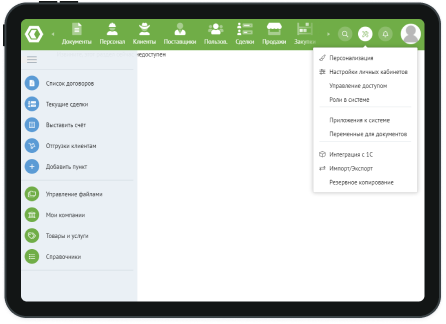 Документы Персонал Клиенты Поставщики Пользов. Сделки Продажи Закупки
недоступен
Список договоров
Текущие сделки
Выставить счёт
Отгрузки клиентам
Добавить пункт
Управление файлами
Мои компании
Товары и услуги
Справочники
Персонализация
Настройки личных кабинетов
Управление доступом
Роли в системе
Приложения к системе
Переменные для документов
Интеграция с 1С
Импорт/Экспорт
Резервное копирование